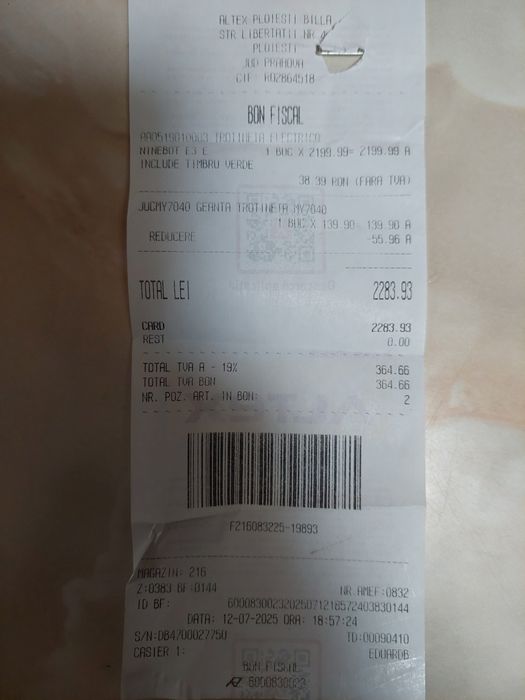 ALTEX PLOIESTI BILLA
STR LIBERTATII NR 4
PLOIESTI
JUD PRAHOVA
CIF: RO2864518
BON FISCAL
TROTINETA ELECTRICO
NINEBOT E3 E 1 BUC X 2199.99= 2199.99 A
INCLUDE TIMBRU VERDE
38.39 RON (FARA TVA)
JUCMY7040 GEANTA TROTINETA MY7040
1 BUC X 139.90= 139.90 A
REDUCERE -55.96 A
TOTAL LEI 2283.93
CARD 2283.93
REST 0.00
TOTAL TVA A - 19% 364.66
TOTAL TVA BON 364.66
NR. POZ. ART. IN BON: 2
F216083225-19893
MAGAZIN: 216
Z:0383 BF:0144 NR.AMEF:0832
ID BF:
DATA: 12-07-2025 ORA: 18:57:24
S/N:DB4700027750 ID:00090410
CASIER 1: EDUARDB
BON FISCAL